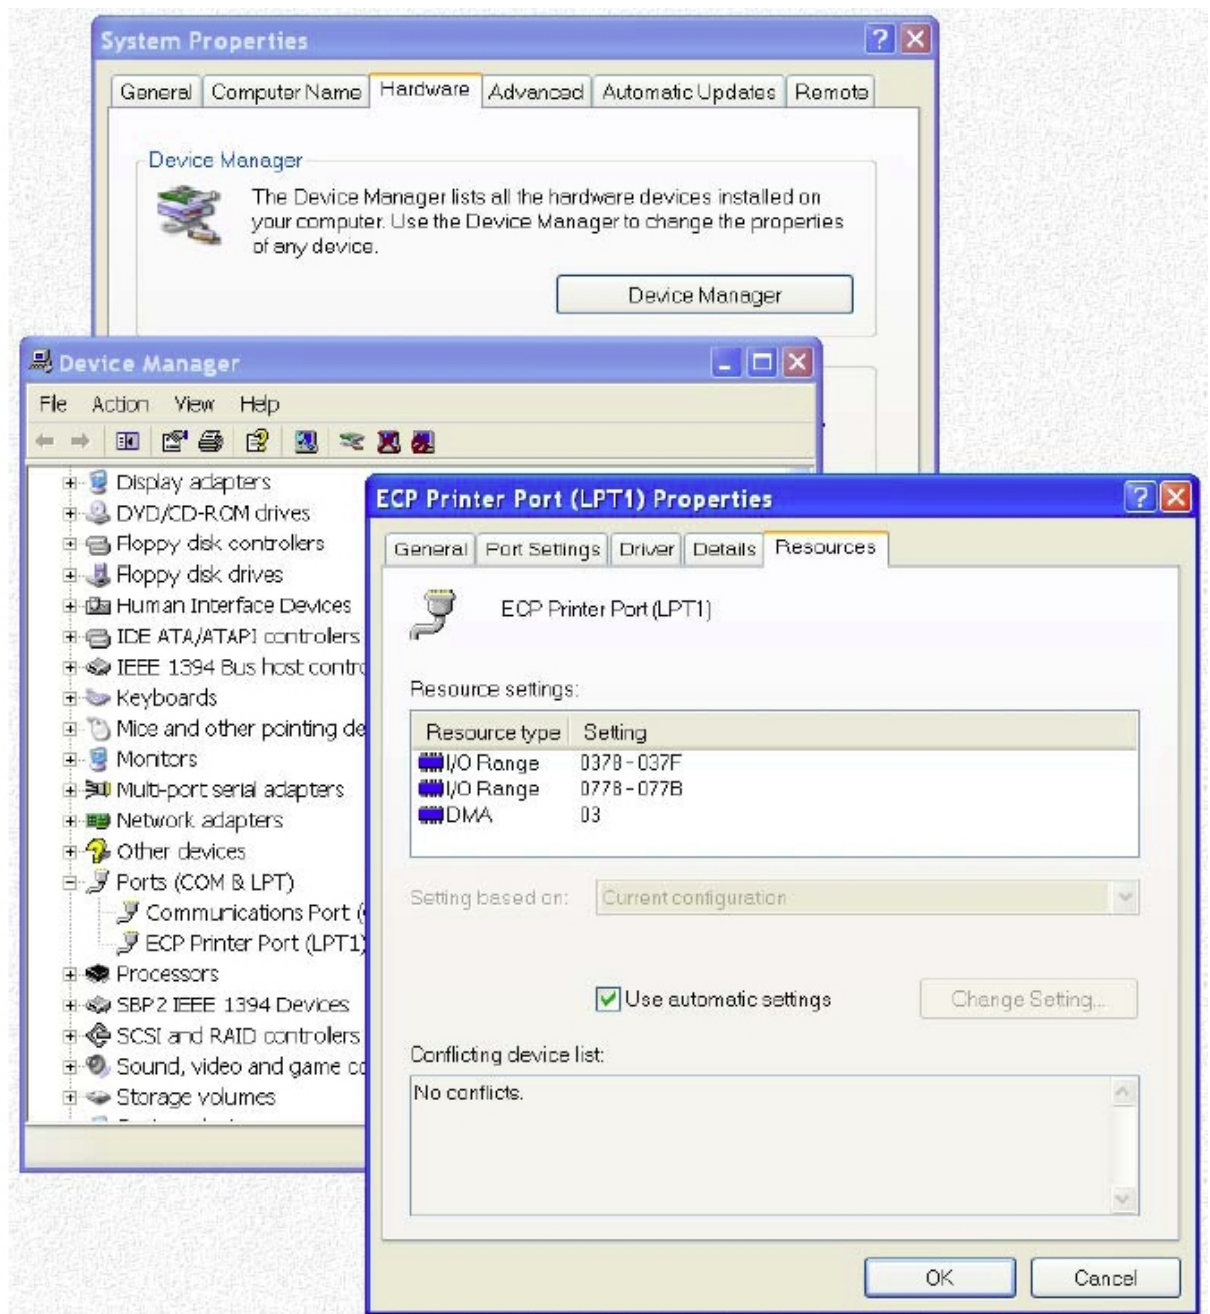 System Properties
General Computer Name Hardware Advanced Automatic Updates Remote
Device Manager
The Device Manager lists all the hardware devices installed on
your computer. Use the Device Manager to change the properties
of any device.
Device Manager
Device Manager
File Action View Help
Display adapters
DVD/CD-ROM drives
Floppy disk controllers
Floppy disk drives
Human Interface Devices
IDE ATA/ATAPI controlers
IEEE 1394 Bus host contro
Keyboards
Mice and other pointing de
Monitors
Multi-port serial adapters
Network adapters
Other devices
Ports (COM & LPT)
Communications Port (
ECP Printer Port (LPT1)
Processors
SBP2 IEEE 1394 Devices
SCSI and RAID controlers
Sound, video and game co
Storage volumes
ECP Printer Port (LPT1) Properties
General Port Settings Driver Details Resources
ECP Printer Port (LPT1)
Resource settings:
Resource type Setting
I/O Range 0378 - 037F
I/O Range 0778 - 077B
DMA 03
Setting based on: Current configuration
Use automatic settings Change Setting...
Conflicting device list:
No conflicts.
OK Cancel